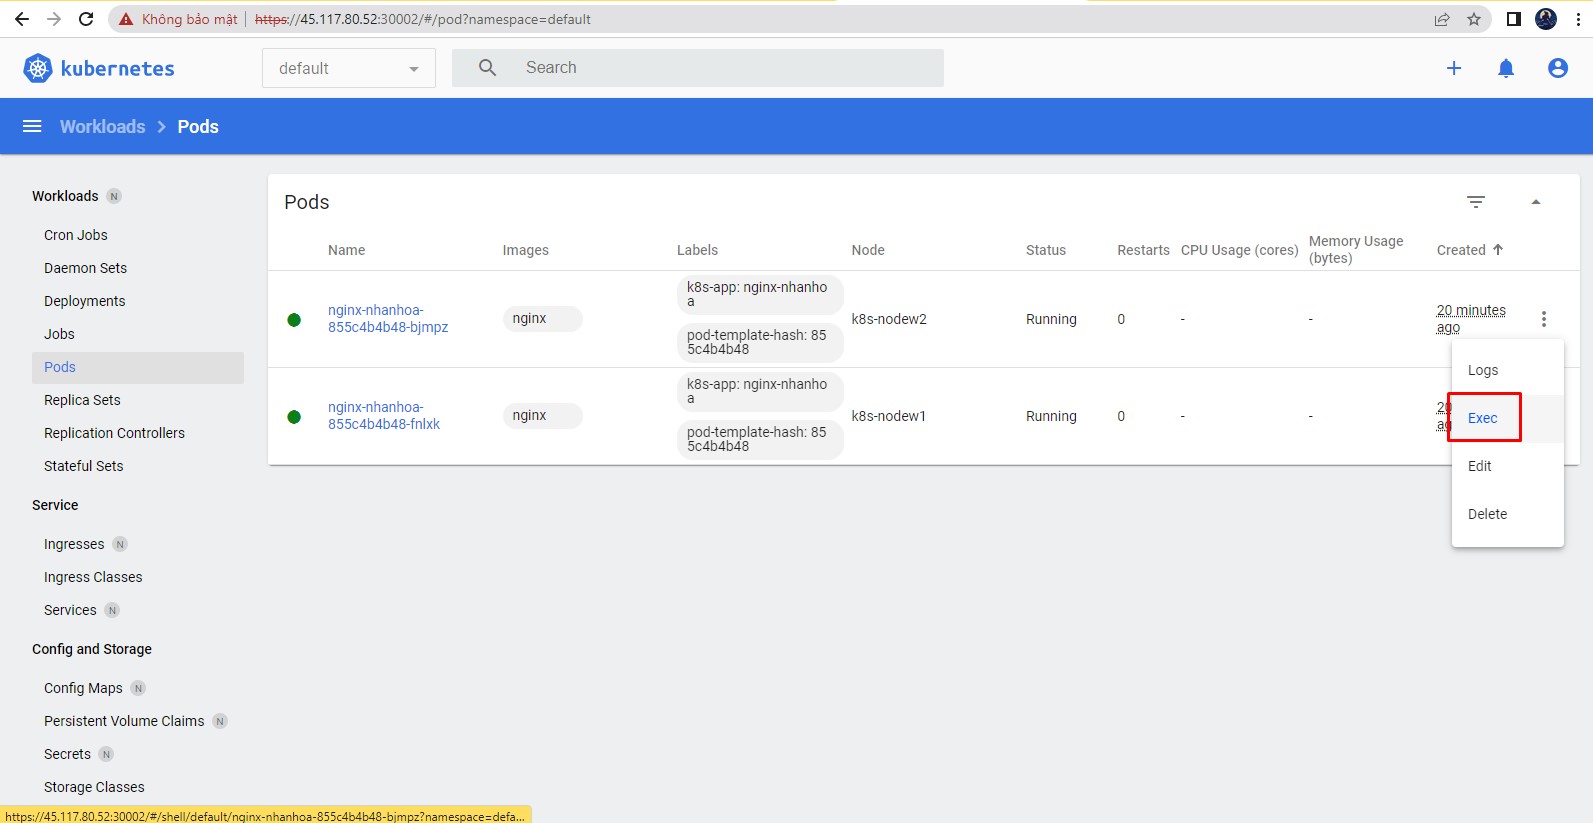 Không bảo mật
https://45.117.80.52:30002/#/pod?namespace=default
kubernetes
default
Search
Workloads
Pods
Workloads N
Cron Jobs
Daemon Sets
Deployments
Jobs
Pods
Replica Sets
Replication Controllers
Stateful Sets
Service
Ingresses N
Ingress Classes
Services N
Config and Storage
Config Maps N
Persistent Volume Claims N
Secrets N
Storage Classes
Pods
Name
Images
Labels
Node
Status
Restarts
CPU Usage (cores)
Memory Usage
(bytes)
Created
nginx-nhanhoa-
855c4b4b48-bjmpz
nginx
k8s-app: nginx-nhanho
a
pod-template-hash: 85
5c4b4b48
k8s-nodew2
Running
0
-
-
20 minutes
ago
nginx-nhanhoa-
855c4b4b48-fnlxk
nginx
k8s-app: nginx-nhanho
a
pod-template-hash: 85
5c4b4b48
k8s-nodew1
Running
0
-
-
20
ag
Logs
Exec
Edit
Delete
https://45.117.80.52:30002/#/shell/default/nginx-nhanhoa-855c4b4b48-bjmpz?namespace=defa...